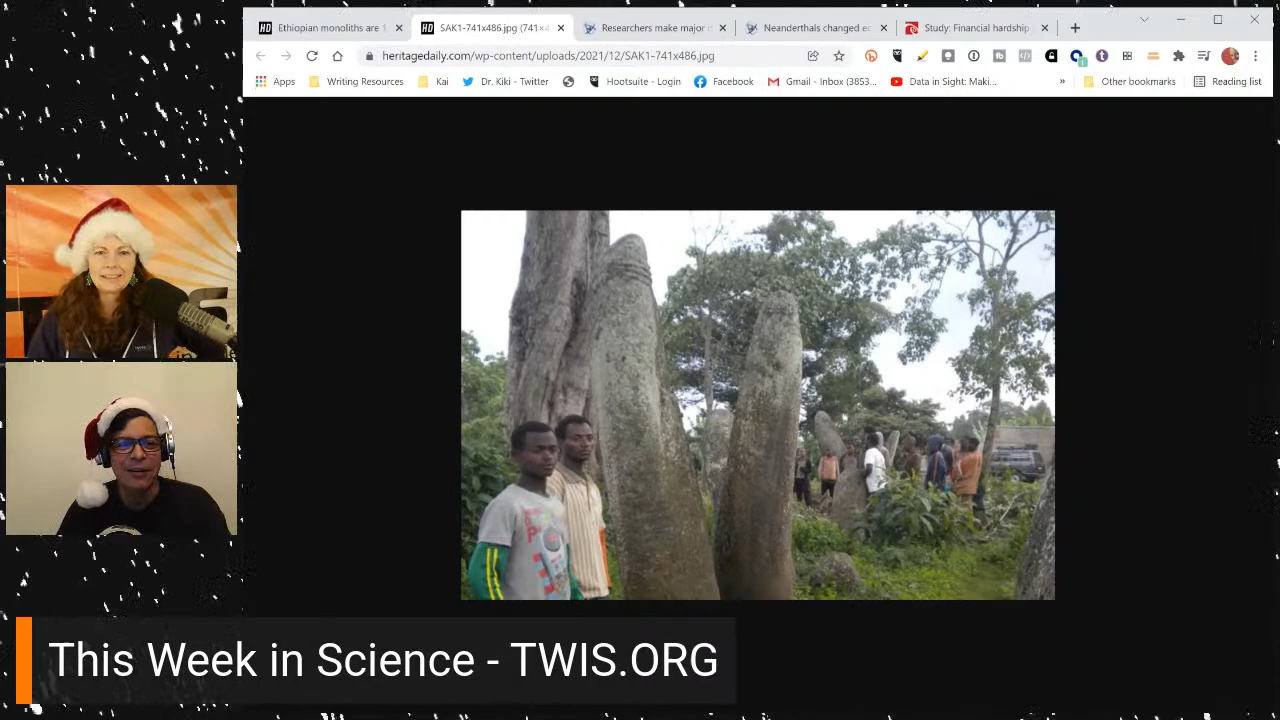 Ethiopian monoliths are 1
SAK1-741x486.jpg (741×4
Researchers make major m
Neanderthals changed ec
Study: Financial hardship
heritagedaily.com/wp-content/uploads/2021/12/SAK1-741x486.jpg
Apps
Writing Resources
Kai
Dr. Kiki - Twitter
Hootsuite - Login
Facebook
Gmail - Inbox (3853...
Data in Sight: Maki...
»
Other bookmarks
Reading list
This Week in Science - TWIS.ORG